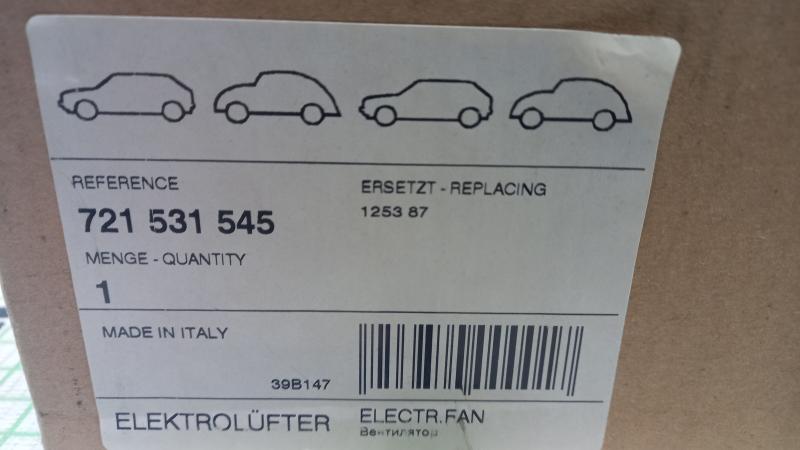 REFERENCE
721 531 545
MENGE - QUANTITY
1
ERSETZT - REPLACING
1253 87
MADE IN ITALY
39B147
ELEKTROLÜFTER
ELECTR.FAN
Вентилятор